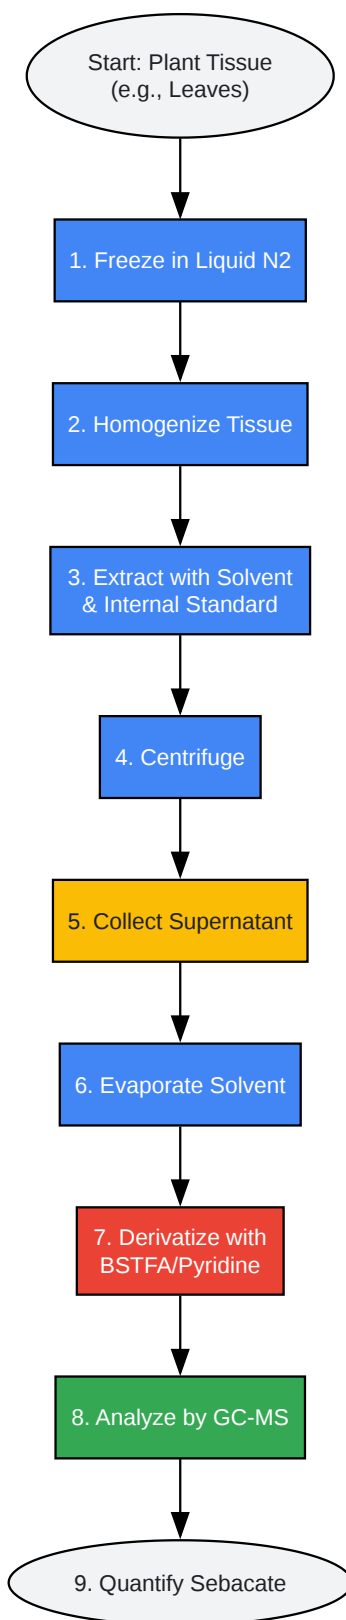 Start: Plant Tissue
(e.g., Leaves)
1. Freeze in Liquid N2
2. Homogenize Tissue
3. Extract with Solvent
& Internal Standard
4. Centrifuge
5. Collect Supernatant
6. Evaporate Solvent
7. Derivatize with
BSTFA/Pyridine
8. Analyze by GC-MS
9. Quantify Sebacate